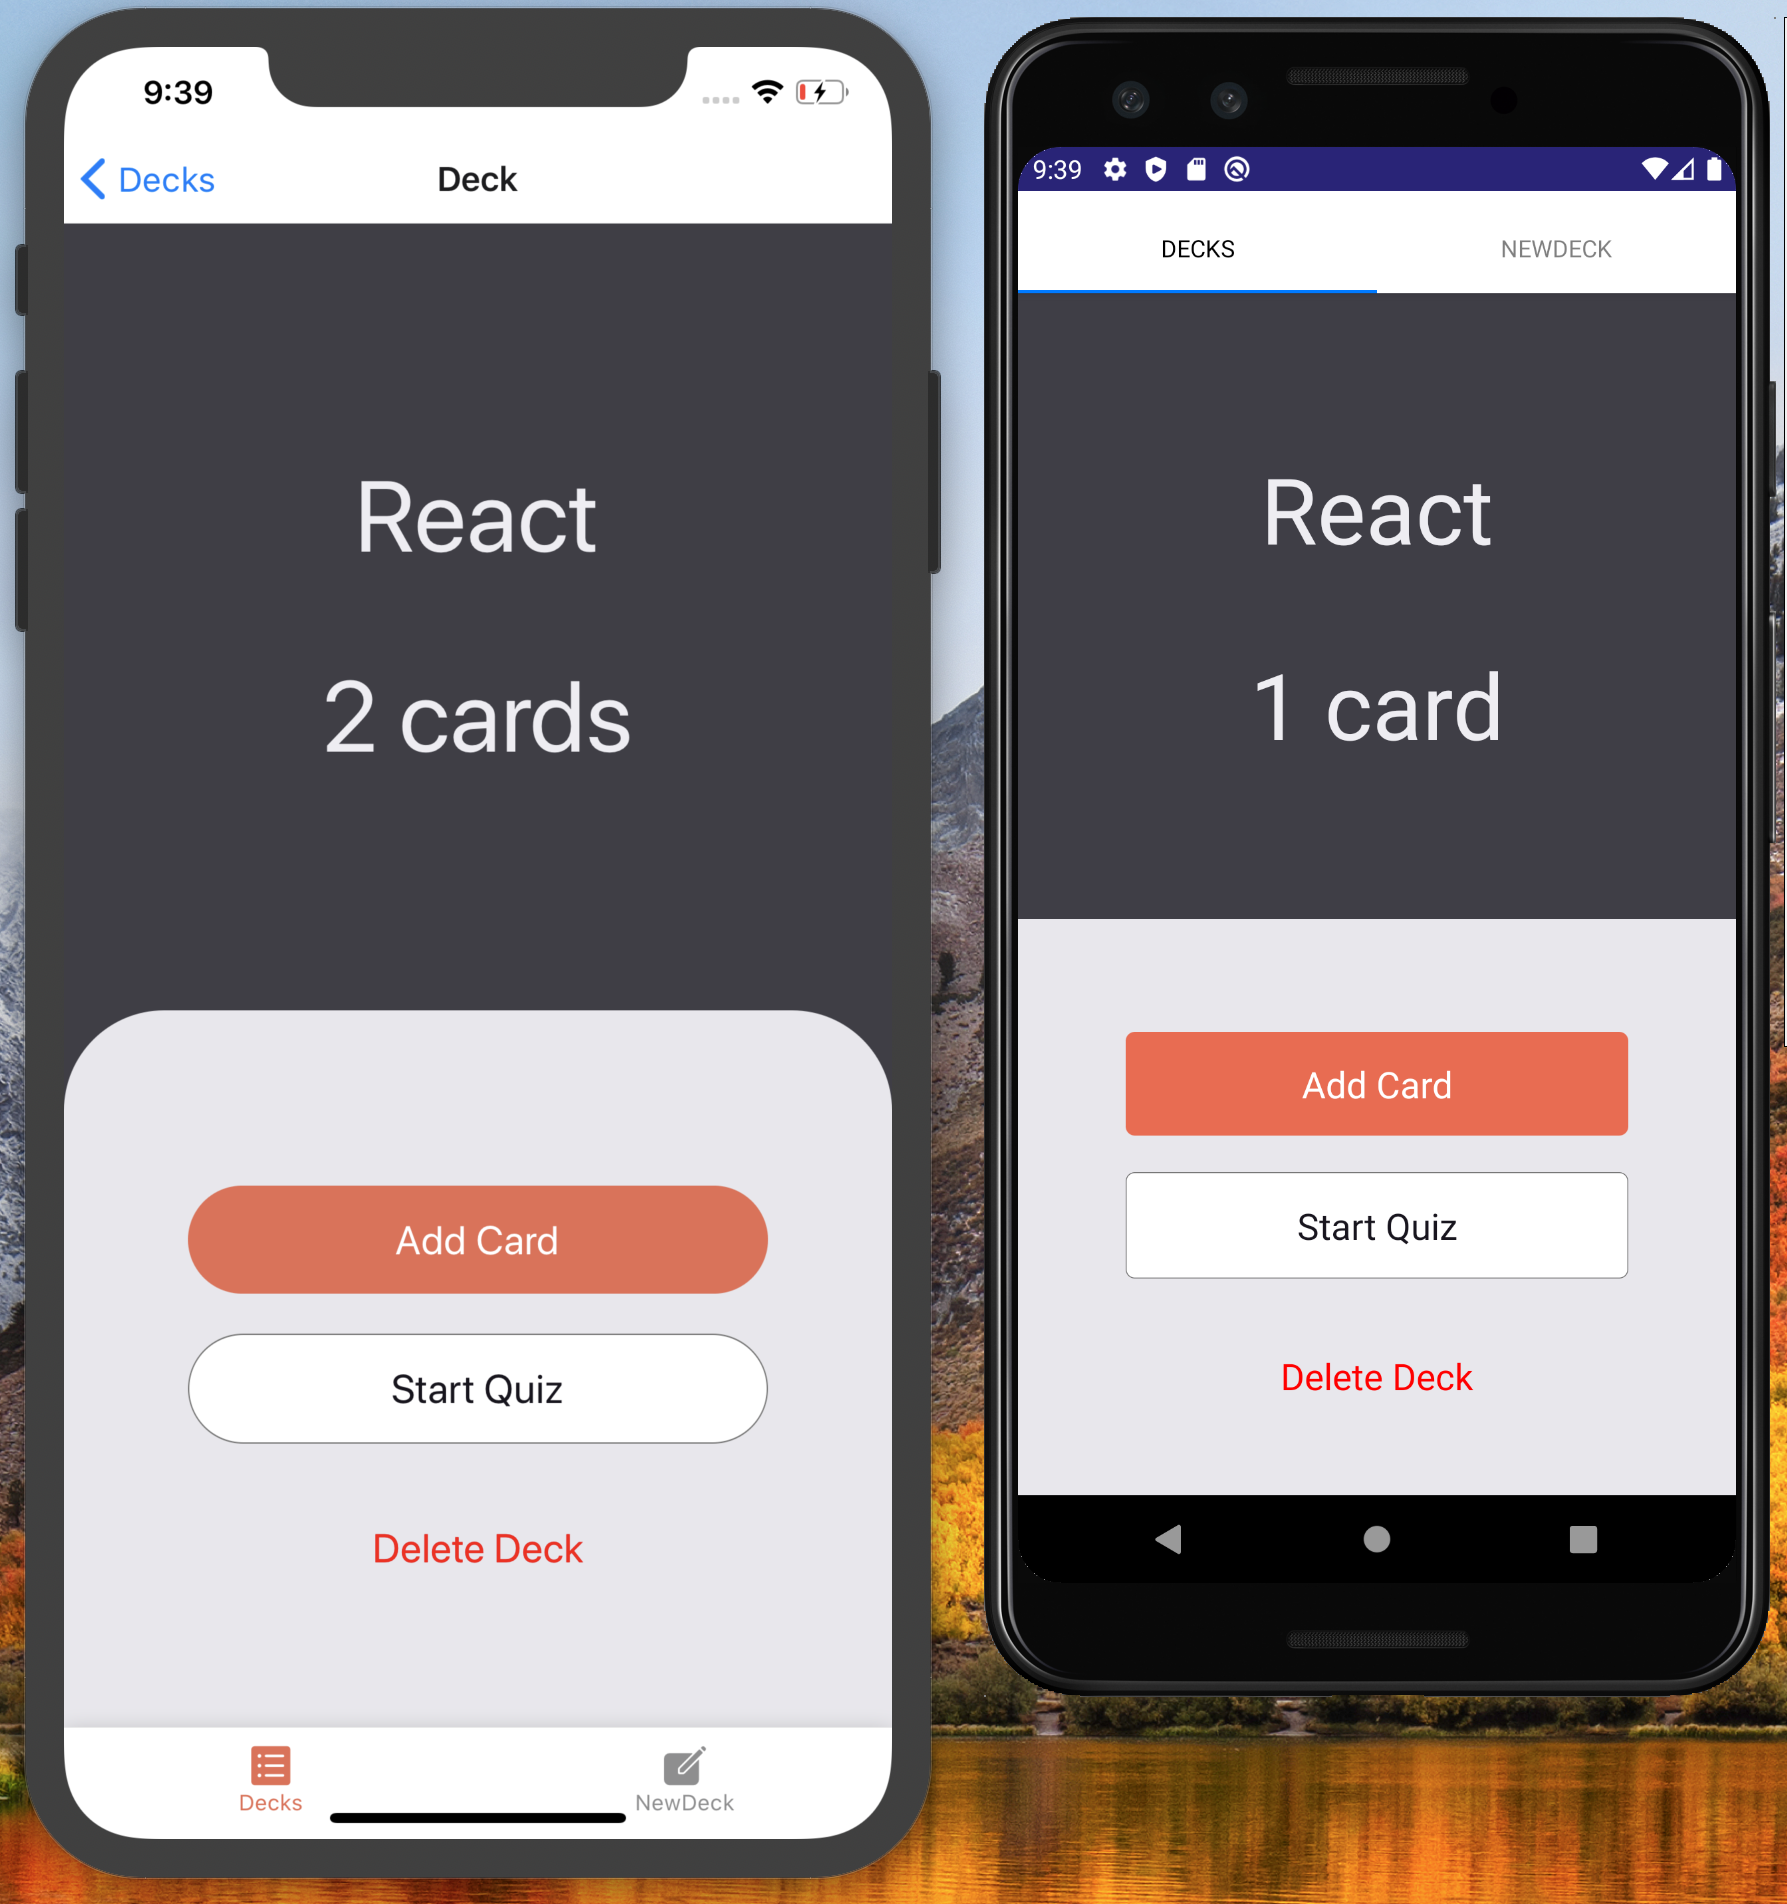 9:39
Decks
Deck
React
2 cards
Add Card
Start Quiz
Delete Deck
Decks
NewDeck
9:39
DECKS
NEWDECK
React
1 card
Add Card
Start Quiz
Delete Deck